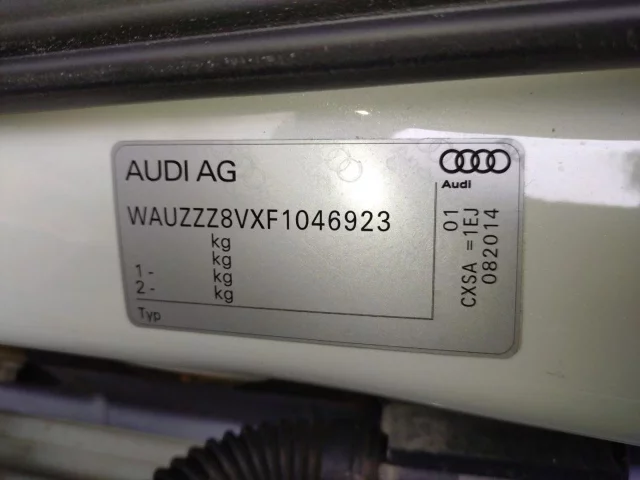 AUDI AG
Audi
WAUZZZ8VXF1046923
kg
kg
1 - kg
2 - kg
Typ
01
CXSA =1EJ
082014